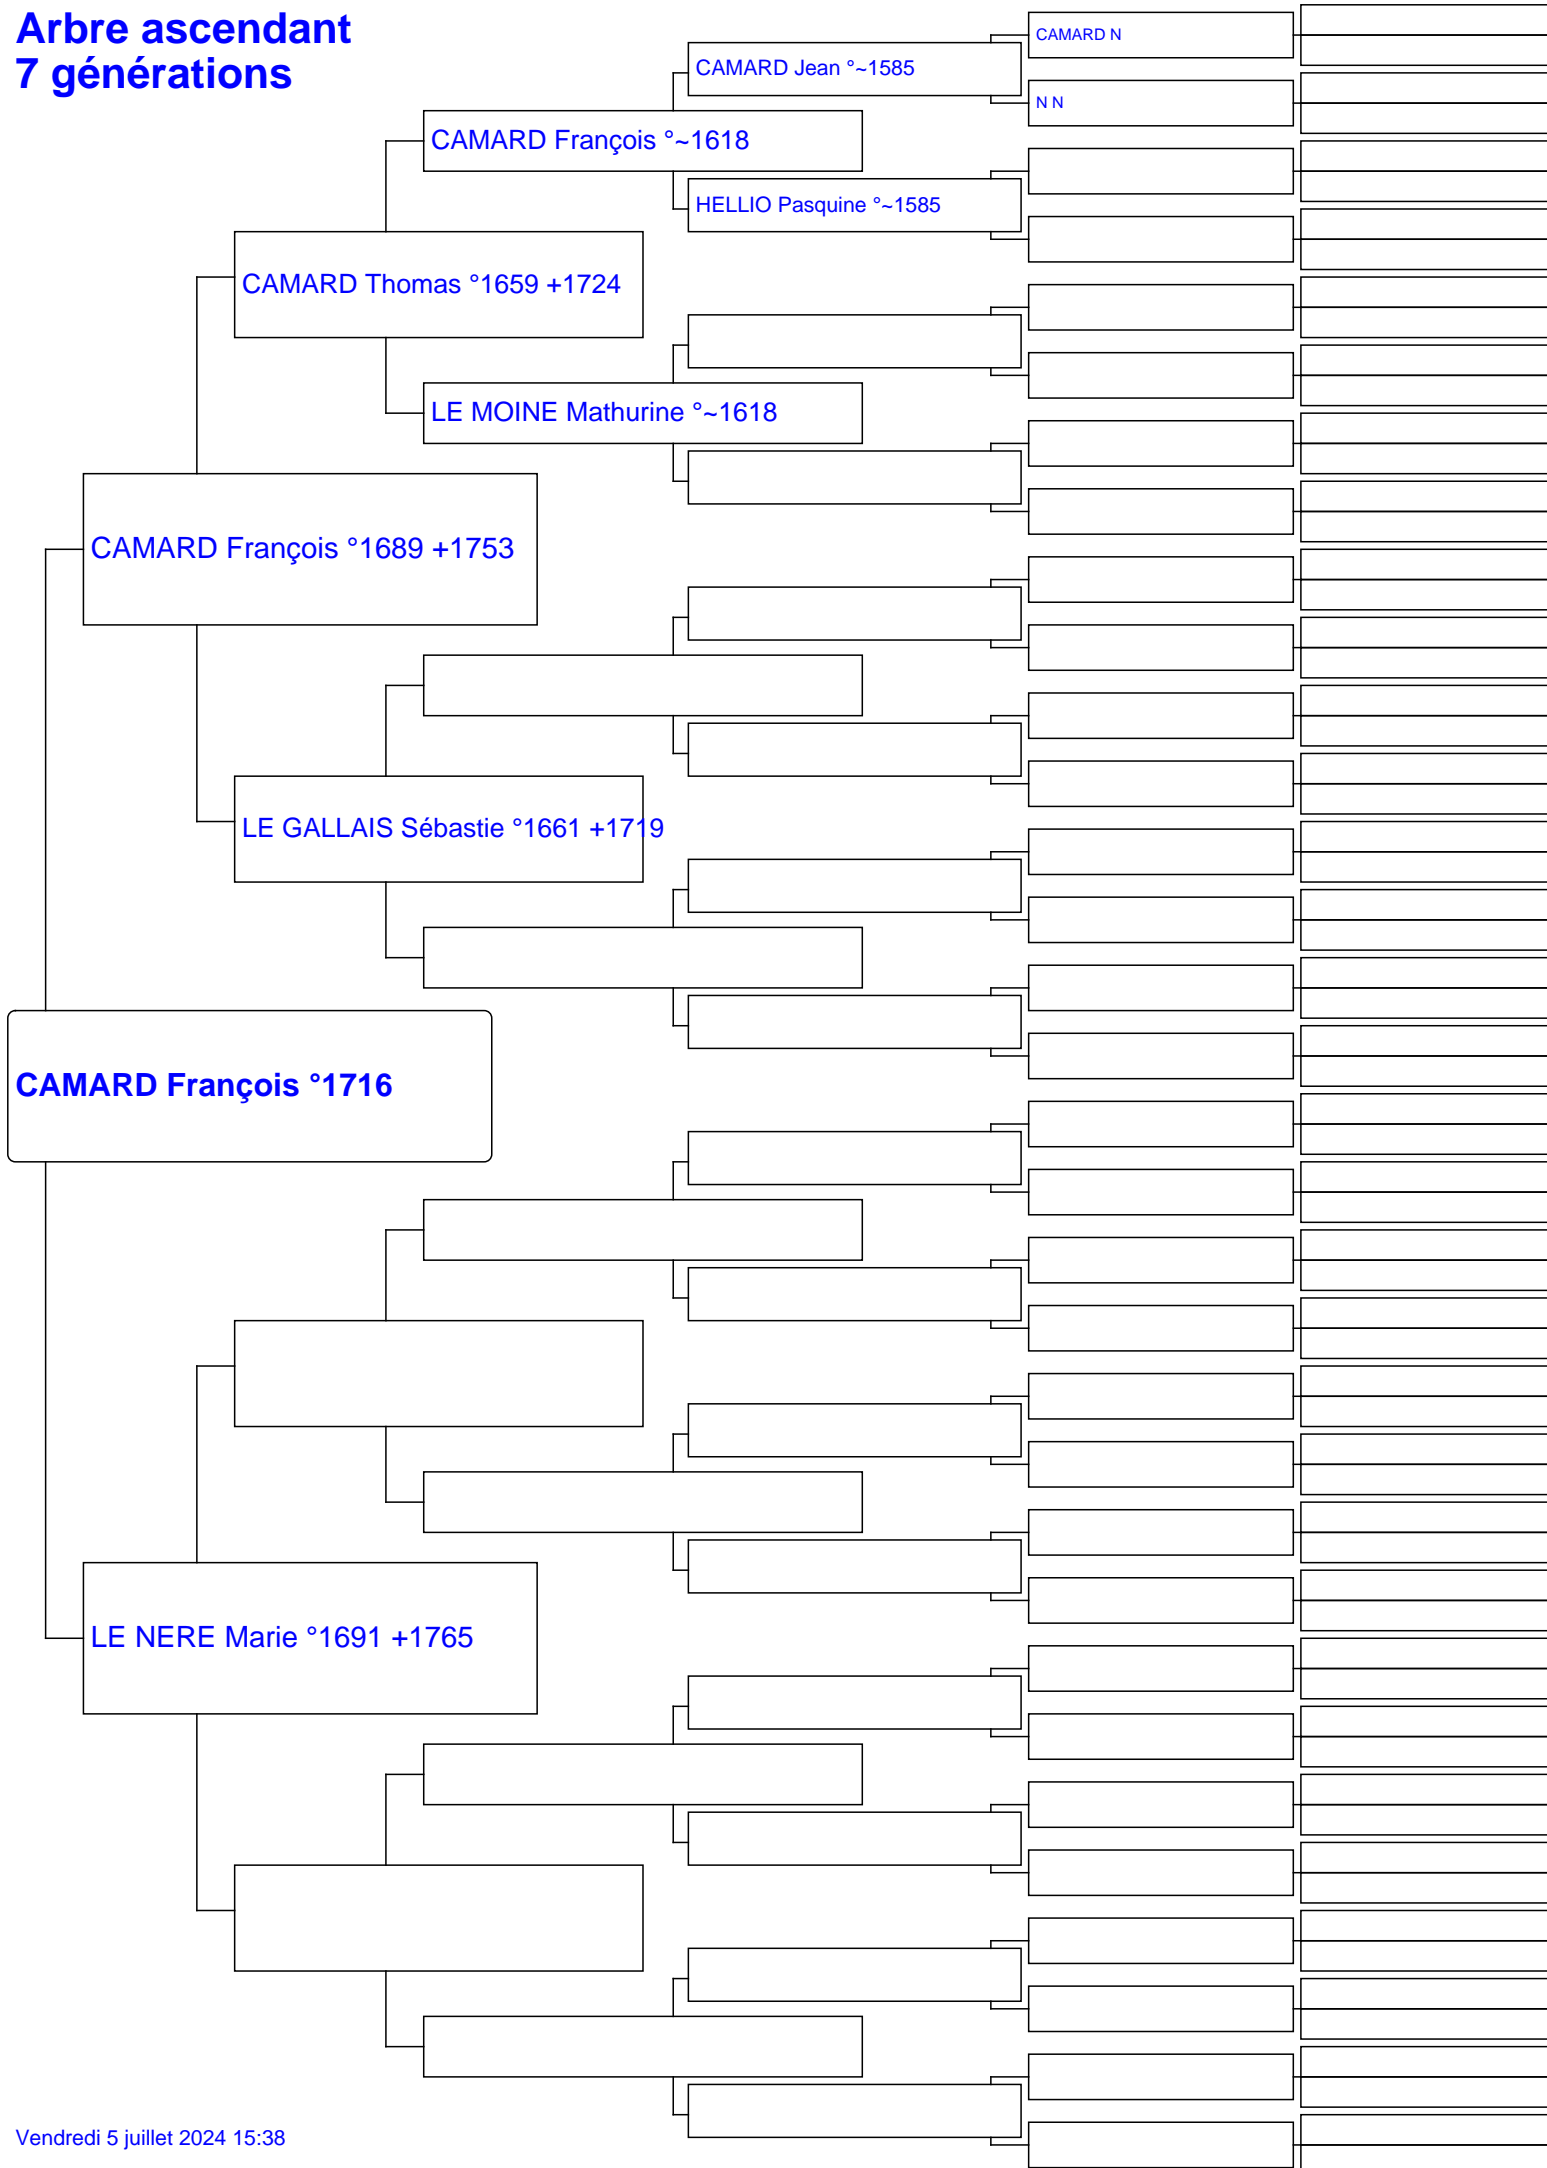 Arbre ascendant
7 générations
CAMARD N
CAMARD Jean °~1585
N N
CAMARD François °~1618
HELLIO Pasquine °~1585
CAMARD Thomas °1659 +1724
LE MOINE Mathurine °~1618
CAMARD François °1689 +1753
LE GALLAIS Sébastie °1661 +1719
CAMARD François °1716
LE NERE Marie °1691 +1765
Vendredi 5 juillet 2024 15:38